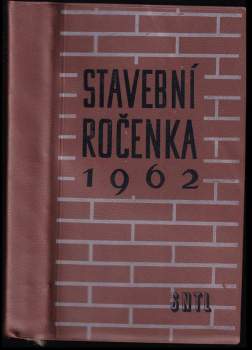 STAVEBNÍ
ROČENKA
1962
SNTL